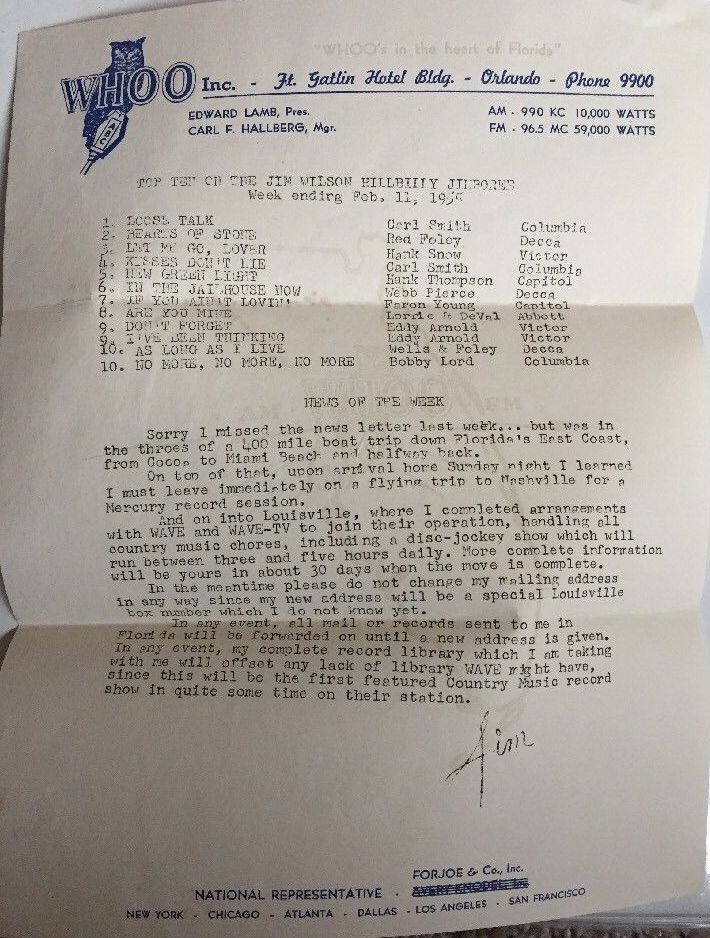 "WHOO's in the heart of Florida"
WHOO Inc. - Ft. Gatlin Hotel Bldg. - Orlando - Phone 9900
ABC
EDWARD LAMB, Pres. AM - 990 KC 10,000 WATTS
CARL F. HALLBERG, Mgr. FM - 96.5 MC 59,000 WATTS
TOP TEN ON THE JIM WILSON HILLBILLY JIMBOREE
Week ending Feb. 11, 1955
1. LOOSE TALK Carl Smith Columbia
2. HEARTS OF STONE Red Foley Decca
3. LET ME GO, LOVER Hank Snow Victor
4. KISSES DON'T LIE Carl Smith Columbia
5. NEW GREEN LIGHT Hank Thompson Capitol
6. IN THE JAILHOUSE NOW Webb Pierce Decca
7. IF YOU AIN'T LOVIN' Faron Young Capitol
8. ARE YOU MINE Lorrie & DeVal Abbott
9. DON'T FORGET Eddy Arnold Victor
9. I'VE BEEN THINKING Eddy Arnold Victor
10. AS LONG AS I LIVE Wells & Foley Decca
10. NO MORE, NO MORE, NO MORE Bobby Lord Columbia
NEWS OF THE WEEK
Sorry I missed the news letter last week... but was in
the throes of a 400 mile boat trip down Florida's East Coast,
from Cocoa to Miami Beach and halfway back.
On top of that, upon arrival home Sunday night I learned
I must leave immediately on a flying trip to Nashville for a
Mercury record session.
And on into Louisville, where I completed arrangements
with WAVE and WAVE-TV to join their operation, handling all
country music chores, including a disc-jockey show which will
run between three and five hours daily. More complete information
will be yours in about 30 days when the move is complete.
In the meantime please do not change my mailing address
in any way since my new address will be a special Louisville
box number which I do not know yet.
In any event, all mail or records sent to me in
Florida will be forwarded on until a new address is given.
In any event, my complete record library which I am taking
with me will offset any lack of library WAVE might have,
since this will be the first featured Country Music record
show in quite some time on their station.
Jim
FORJOE & Co., Inc.
NATIONAL REPRESENTATIVE - AVERY KNODEL, Inc.
NEW YORK - CHICAGO - ATLANTA - DALLAS - LOS ANGELES - SAN FRANCISCO